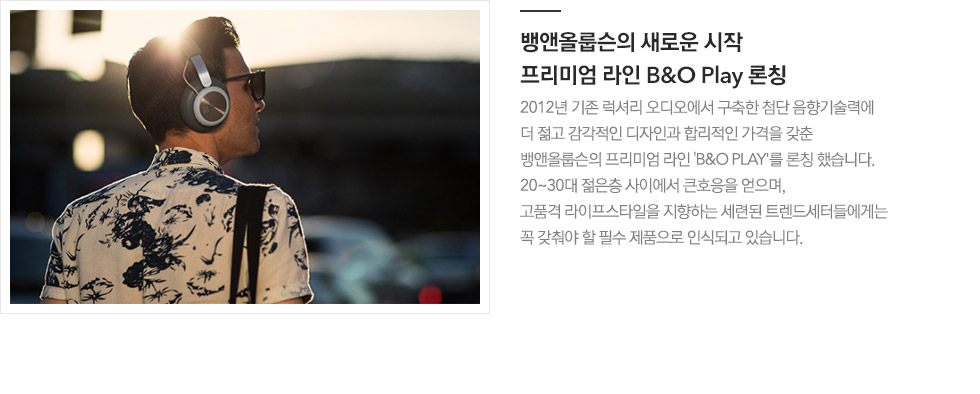 뱅앤올룹슨의 새로운 시작
프리미엄 라인 B&O Play 론칭
2012년 기존 럭셔리 오디오에서 구축한 첨단 음향기술력에
더 젊고 감각적인 디자인과 합리적인 가격을 갖춘
뱅앤올룹슨의 프리미엄 라인 'B&O PLAY'를 론칭 했습니다.
20~30대 젊은층 사이에서 큰호응을 얻으며,
고품격 라이프스타일을 지향하는 세련된 트렌드세터들에게는
꼭 갖춰야 할 필수 제품으로 인식되고 있습니다.